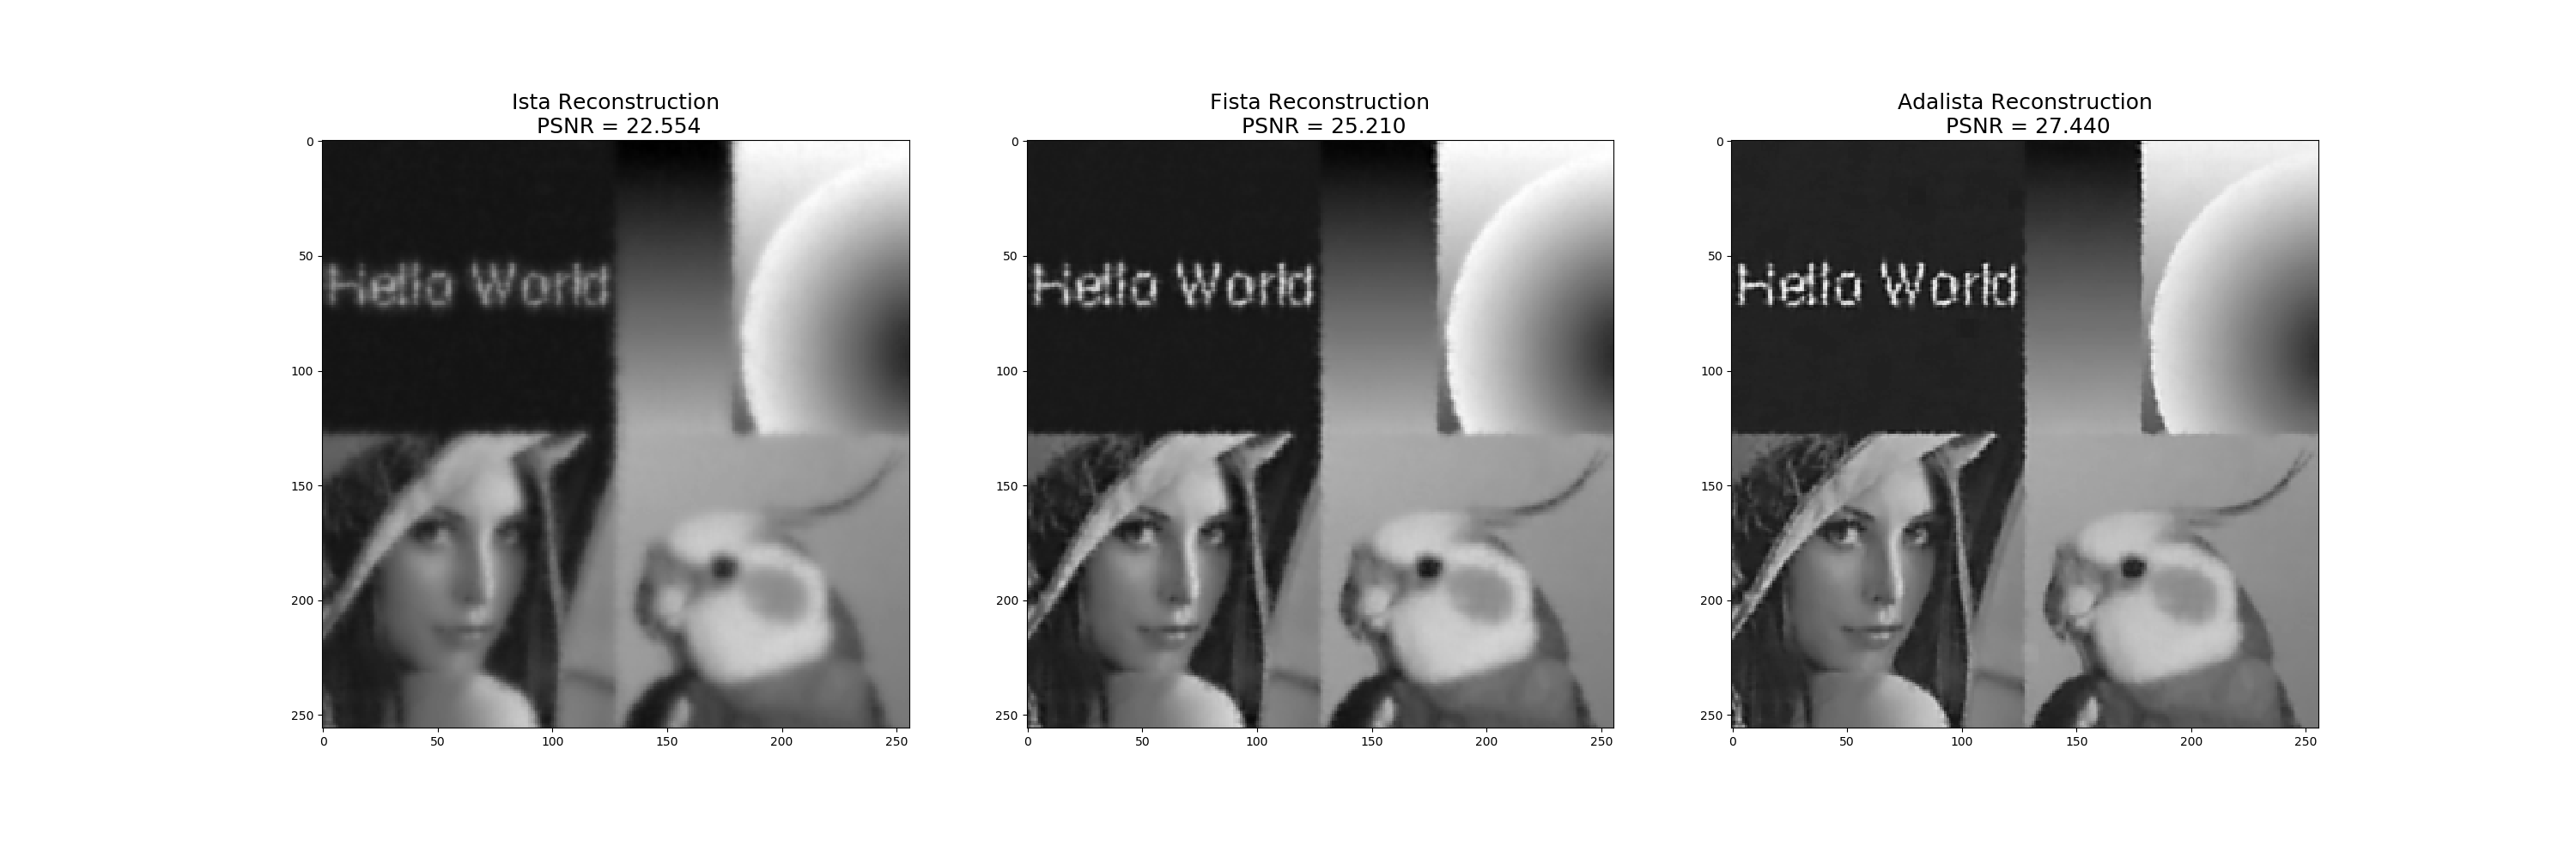 Ista Reconstruction
PSNR = 22.554
0
50
100
150
200
250
0 50 100 150 200 250
Hello World
Fista Reconstruction
PSNR = 25.210
0
50
100
150
200
250
0 50 100 150 200 250
Hello World
Adalista Reconstruction
PSNR = 27.440
0
50
100
150
200
250
0 50 100 150 200 250
Hello World